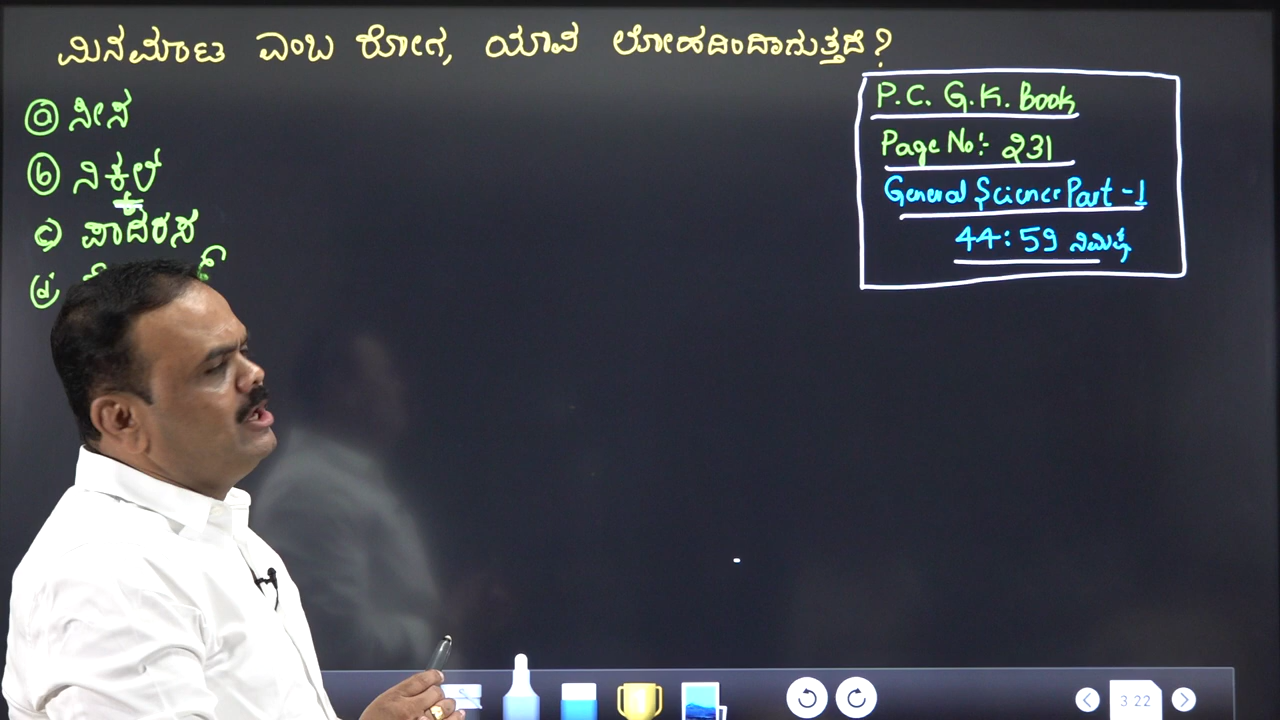 ಮಿನಮಾಟ ಎಂಬ ರೋಗ, ಯಾವ ಲೋಹದಿಂದಾಗುತ್ತದೆ?
ⓐ ಸೀಸ
ⓑ ನಿಕ್ಕಲ್
c) ಪಾದರಸ
ⓓ
P.C. G.K. Book
Page No:- 231
General Science Part -1
44:59 ನಿಮಿಷ
3 22